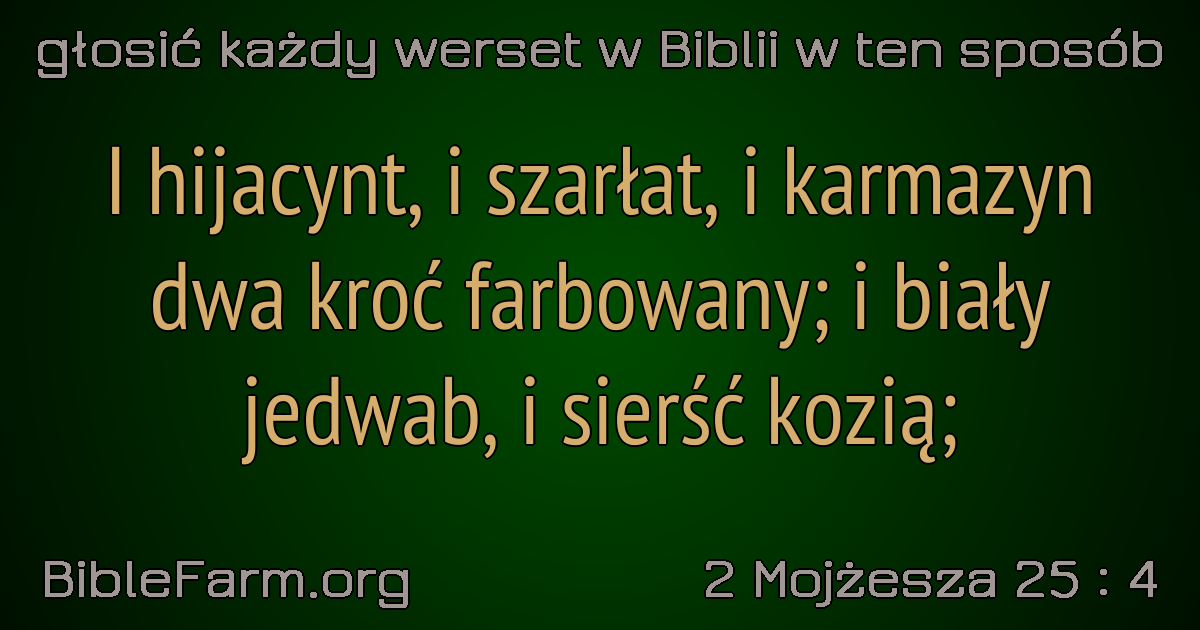 głosić każdy werset w Biblii w ten sposób
I hijacynt, i szarłat, i karmazyn
dwa kroć farbowany; i biały
jedwab, i sierść kozią;
BibleFarm.org
2 Mojżesza 25 : 4